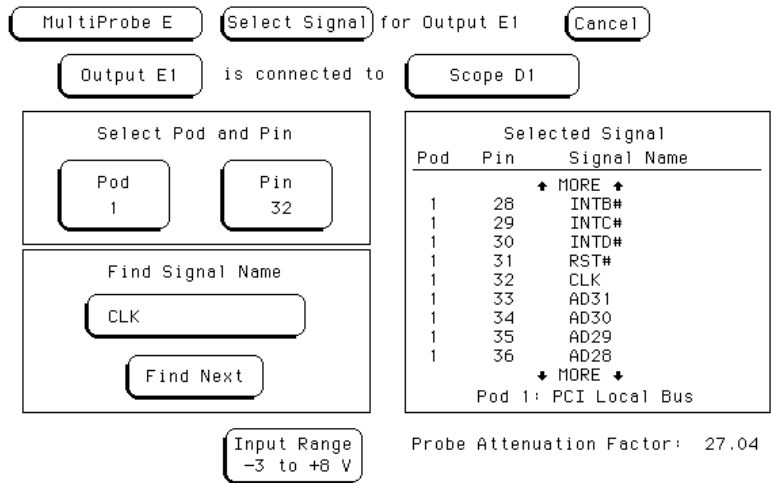 MultiProbe E Select Signal for Output E1 Cancel
Output E1 is connected to Scope D1
Select Pod and Pin
Pod
1
Pin
32
Find Signal Name
CLK
Find Next
Input Range
-3 to +8 V
Selected Signal
Pod Pin Signal Name
MORE
1 28 INTB#
1 29 INTC#
1 30 INTD#
1 31 RST#
1 32 CLK
1 33 AD31
1 34 AD30
1 35 AD29
1 36 AD28
MORE
Pod 1: PCI Local Bus
Probe Attenuation Factor: 27.04